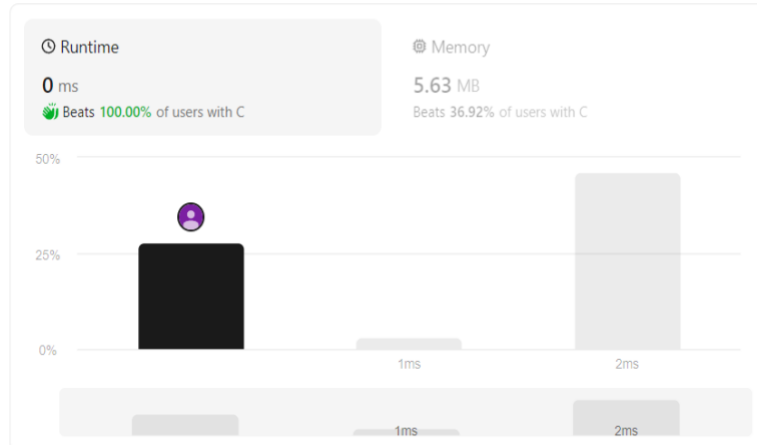 Runtime
0 ms
Beats 100.00% of users with C
Memory
5.63 MB
Beats 36.92% of users with C
50%
25%
0%
1ms
2ms
1ms
2ms